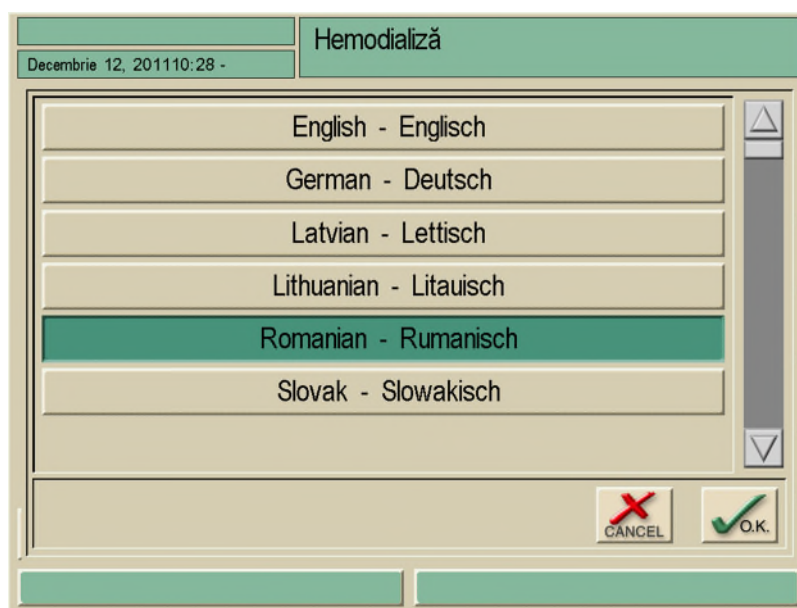 Hemodializă
Decembrie 12, 201110:28 -
English - Englisch
German - Deutsch
Latvian - Lettisch
Lithuanian - Litauisch
Romanian - Rumanisch
Slovak - Slowakisch
CANCEL
O.K.